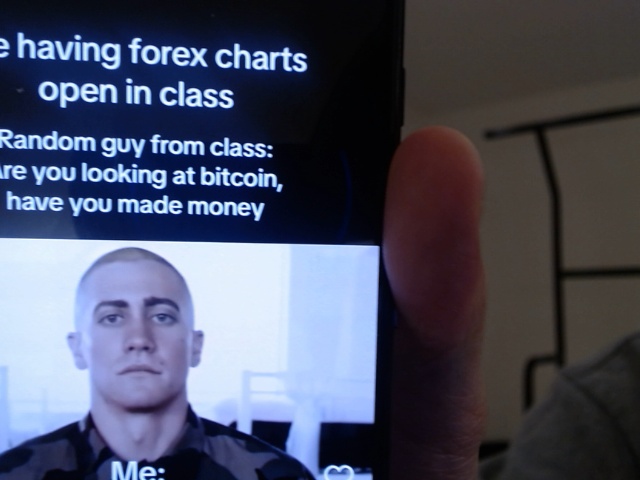 having forex charts
open in class
Random guy from class:
are you looking at bitcoin,
have you made money
Me: